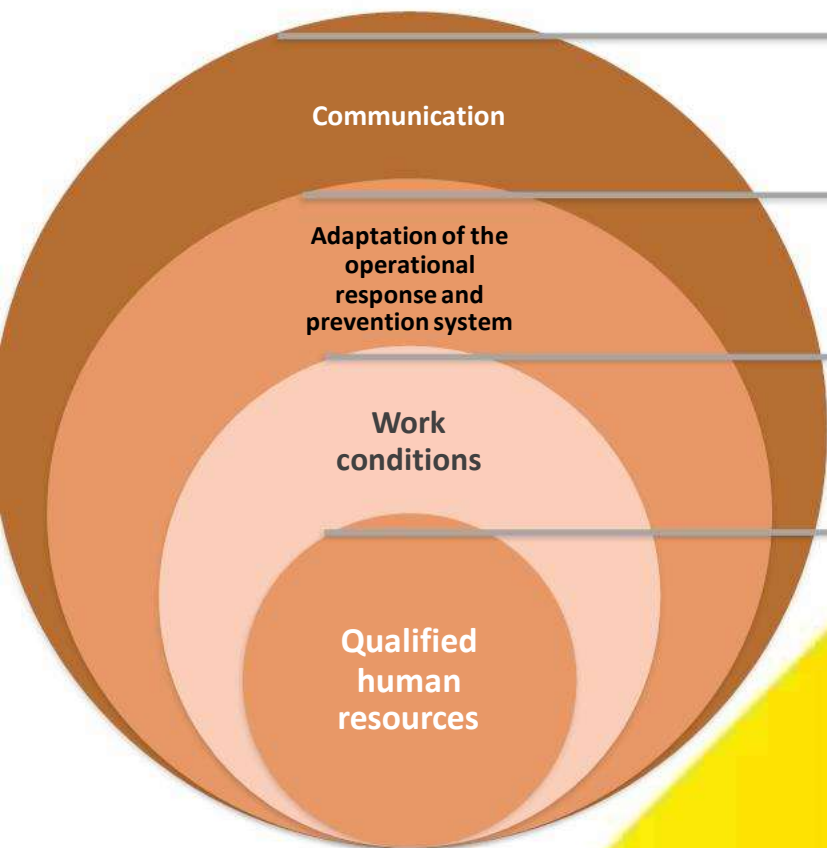 Communication
Adaptation of the
operational
response and
prevention system
Work
conditions
Qualified
human
resources